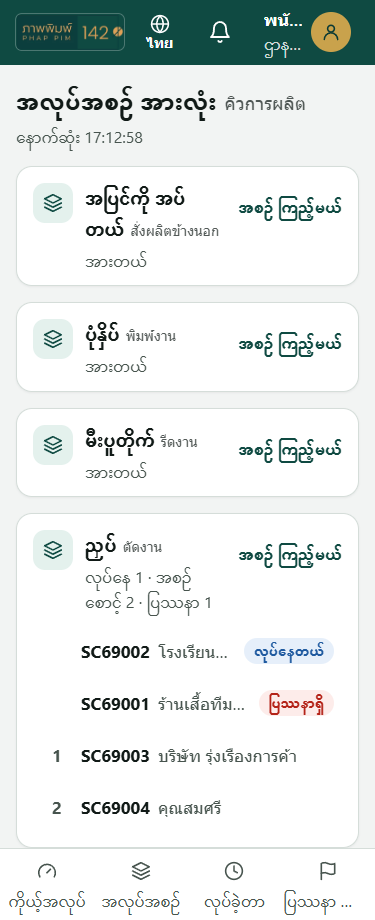 ภาพพิมพ์ 142
PHAP PIM
ไทย
พนั...
ဌာန...
အလုပ်အစဉ် အားလုံး คิวการผลิต
နောက်ဆုံး 17:12:58
အပြင်ကို အပ်
တယ် สั่งผลิตข้างนอก
အားတယ်
အစဉ် ကြည့်မယ်
ပုံနှိပ် พิมพ์งาน
အားတယ်
အစဉ် ကြည့်မယ်
မီးပူတိုက် รีดงาน
အားတယ်
အစဉ် ကြည့်မယ်
ညှပ် ตัดงาน
လုပ်နေ 1 · အစဉ်
စောင့် 2 · ပြဿနာ 1
အစဉ် ကြည့်မယ်
SC69002 โรงเรียน... လုပ်နေတယ်
SC69001 ร้านเสื้อทีม... ပြဿနာရှိ
1 SC69003 บริษัท รุ่งเรืองการค้า
2 SC69004 คุณสมศรี
ကိုယ့်အလုပ် အလုပ်အစဉ် လုပ်ခဲ့တာ ပြဿနာ ...